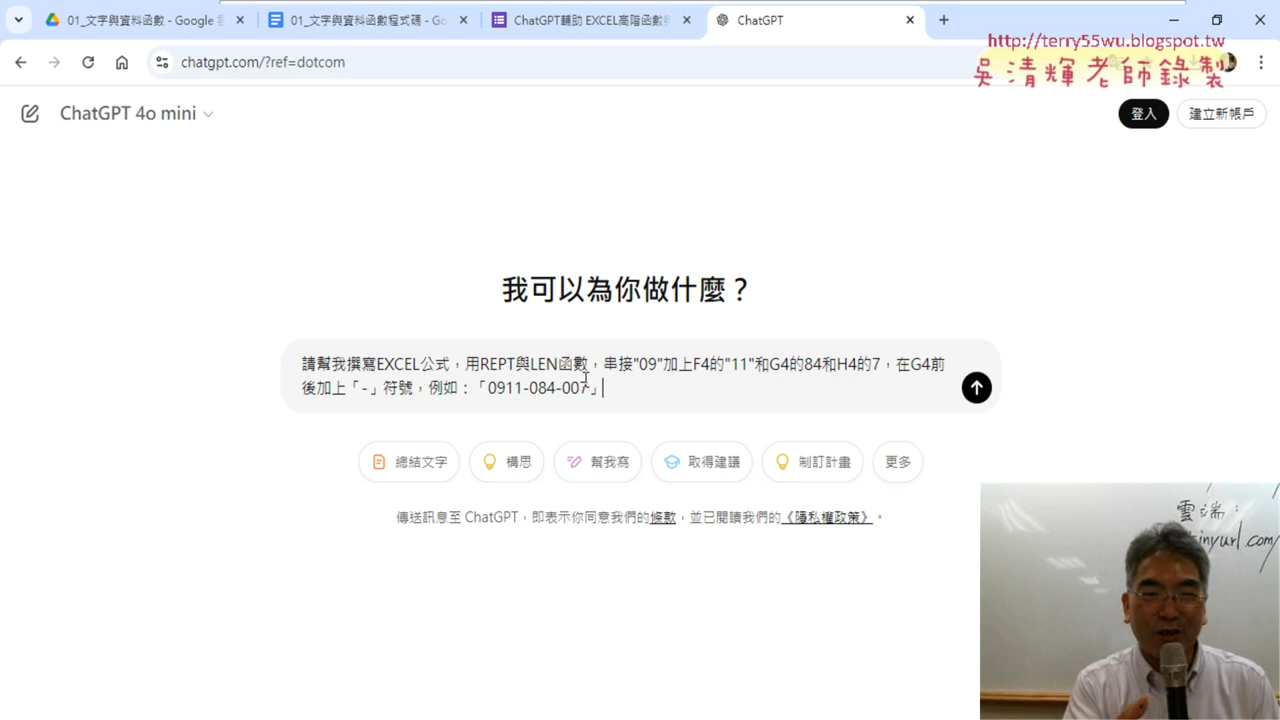 01_文字與資料函數 - Google 雲
01_文字與資料函數程式碼 - Go
ChatGPT輔助 EXCEL高階函數與
ChatGPT
http://terry55wu.blogspot.tw
吳清輝老師錄製
chatgpt.com/?ref=dotcom
ChatGPT 4o mini
登入
建立新帳戶
我可以為你做什麼？
請幫我撰寫EXCEL公式，用REPT與LEN函數，串接"09"加上F4的"11"和G4的84和H4的7，在G4前
後加上「-」符號，例如：「0911-084-007」
總結文字
構思
幫我寫
取得建議
制訂計畫
更多
傳送訊息至 ChatGPT，即表示你同意我們的條款，並已閱讀我們的《隱私權政策》。
雲端：
tinyurl.com/